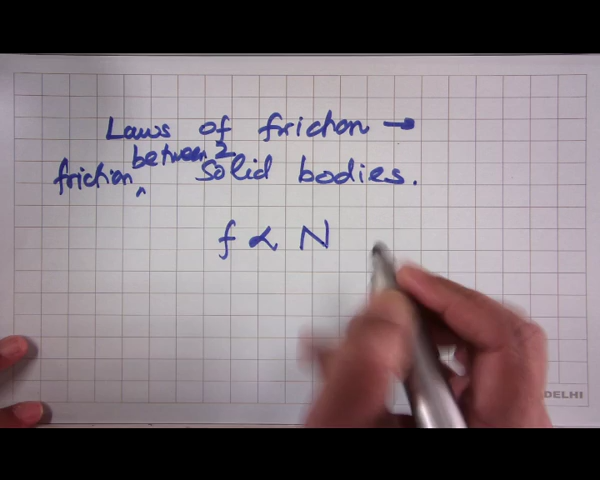 Laws of friction →
friction between 2 solid bodies.
f ∝ N
DELHI